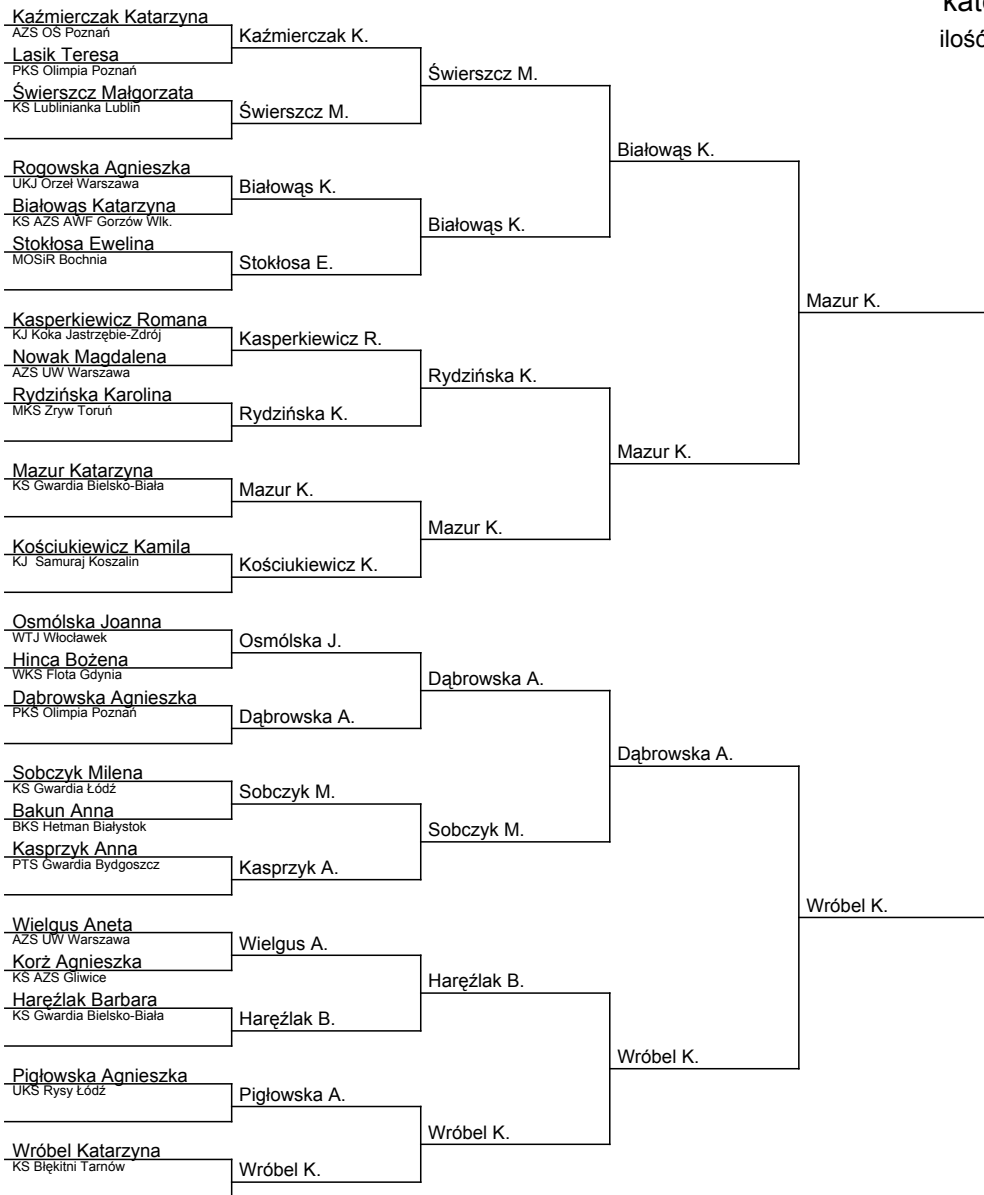 kat
ilość
Kaźmierczak Katarzyna
AZS OŚ Poznań
Lasik Teresa
PKS Olimpia Poznań
Świerszcz Małgorzata
KS Lublinianka Lublin
Rogowska Agnieszka
UKJ Orzeł Warszawa
Białowąs Katarzyna
KS AZS AWF Gorzów Wlk.
Stokłosa Ewelina
MOSiR Bochnia
Kasperkiewicz Romana
KJ Koka Jastrzębie-Zdrój
Nowak Magdalena
AZS UW Warszawa
Rydzińska Karolina
MKS Zryw Toruń
Mazur Katarzyna
KS Gwardia Bielsko-Biała
Kościukiewicz Kamila
KJ Samuraj Koszalin
Osmólska Joanna
WTJ Włocławek
Hinca Bożena
WKS Flota Gdynia
Dąbrowska Agnieszka
PKS Olimpia Poznań
Sobczyk Milena
KS Gwardia Łódź
Bakun Anna
BKS Hetman Białystok
Kasprzyk Anna
PTS Gwardia Bydgoszcz
Wielgus Aneta
AZS UW Warszawa
Korż Agnieszka
KS AZS Gliwice
Haręźlak Barbara
KS Gwardia Bielsko-Biała
Pigłowska Agnieszka
UKS Rysy Łódź
Wróbel Katarzyna
KS Błękitni Tarnów
Kaźmierczak K.
Świerszcz M.
Białowąs K.
Stokłosa E.
Kasperkiewicz R.
Rydzińska K.
Mazur K.
Kościukiewicz K.
Osmólska J.
Dąbrowska A.
Sobczyk M.
Kasprzyk A.
Wielgus A.
Haręźlak B.
Pigłowska A.
Wróbel K.
Świerszcz M.
Białowąs K.
Rydzińska K.
Mazur K.
Dąbrowska A.
Sobczyk M.
Haręźlak B.
Wróbel K.
Białowąs K.
Mazur K.
Dąbrowska A.
Wróbel K.
Mazur K.
Wróbel K.